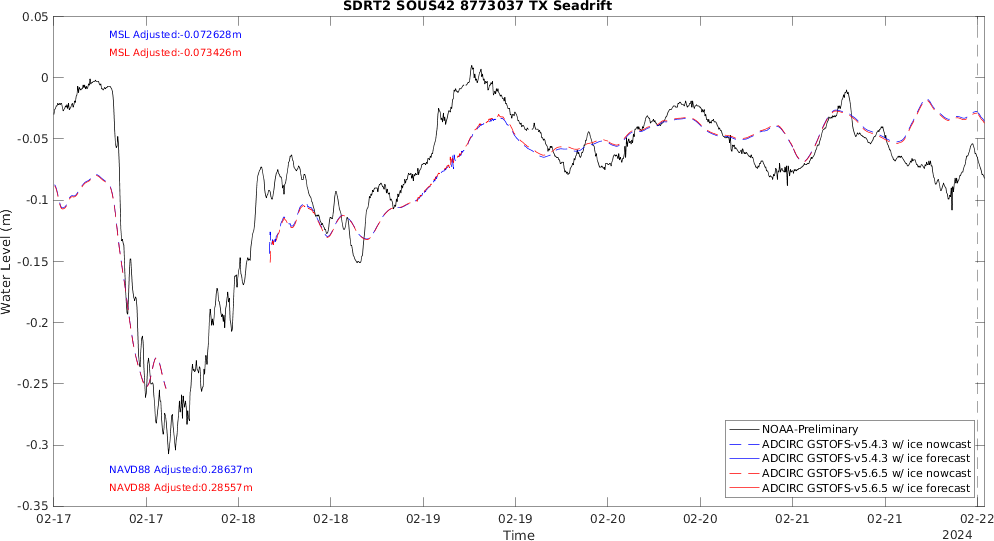 SDRT2 SOUS42 8773037 TX Seadrift
0.05
MSL Adjusted:-0.072628m
MSL Adjusted:-0.073426m
0
-0.05
-0.1
-0.15
-0.2
-0.25
-0.3
-0.35
Water Level (m)
NAVD88 Adjusted:0.28637m
NAVD88 Adjusted:0.28557m
NOAA-Preliminary
ADCIRC GSTOFS-v5.4.3 w/ ice nowcast
ADCIRC GSTOFS-v5.4.3 w/ ice forecast
ADCIRC GSTOFS-v5.6.5 w/ ice nowcast
ADCIRC GSTOFS-v5.6.5 w/ ice forecast
02-17 02-17 02-18 02-18 02-19 02-19 02-20 02-20 02-21 02-21 02-22
Time
2024